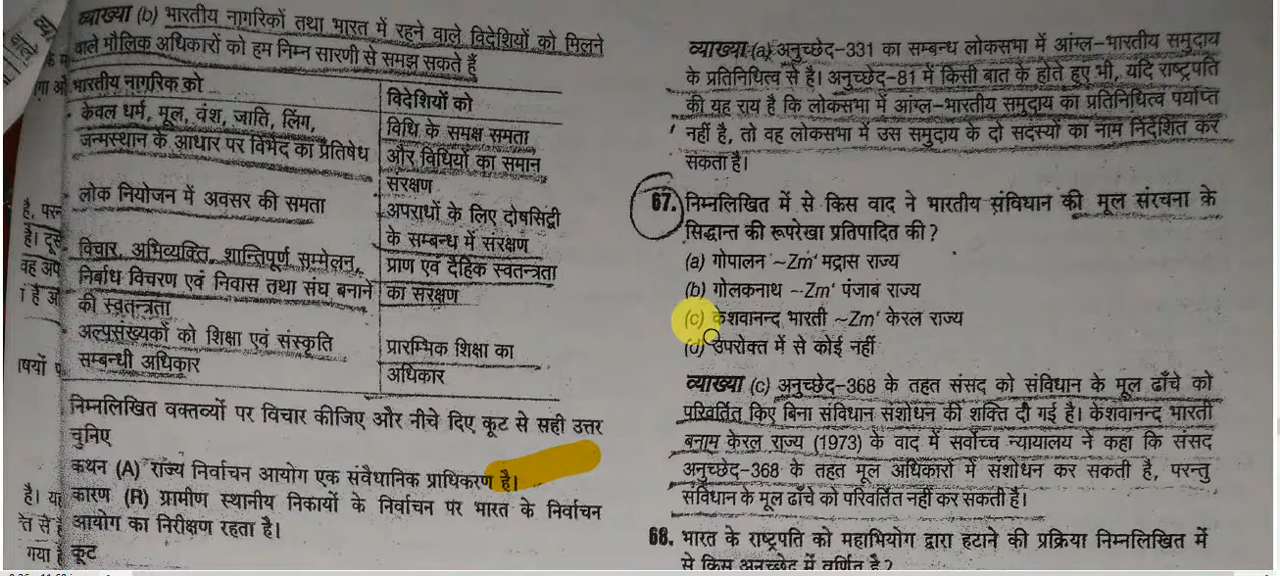 व्याख्या (b) भारतीय नागरिकों तथा भारत में रहने वाले विदेशियों को मिलने
वाले मौलिक अधिकारों को हम निम्न सारणी से समझ सकते हैं
भारतीय नागरिक को
केवल धर्म, मूल, वंश, जाति, लिंग,
जन्मस्थान के आधार पर विभेद का प्रतिषेध
लोक नियोजन में अवसर की समता
विचार, अभिव्यक्ति, शान्तिपूर्ण सम्मेलन,
निर्बाध विचरण एवं निवास तथा संघ बनाने
की स्वतन्त्रता
अल्पसंख्यकों को शिक्षा एवं संस्कृति
सम्बन्धी अधिकार
विदेशियों को
विधि के समक्ष समता
और विधियों का समान
संरक्षण
अपराधों के लिए दोषसिद्दी
के सम्बन्ध में संरक्षण
प्राण एवं दैहिक स्वतन्त्रता
का संरक्षण
प्रारम्भिक शिक्षा का
अधिकार
निम्नलिखित वक्तव्यों पर विचार कीजिए और नीचे दिए कूट से सही उत्तर
चुनिए
कथन (A) राज्य निर्वाचन आयोग एक संवैधानिक प्राधिकरण है।
कारण (R) ग्रामीण स्थानीय निकायों के निर्वाचन पर भारत के निर्वाचन
आयोग का निरीक्षण रहता है।
कूट
है, परन
है। दूस
वह अप
है। या
गया है
व्याख्या (a) अनुच्छेद-331 का सम्बन्ध लोकसभा में आंग्ल-भारतीय समुदाय
के प्रतिनिधित्व से है। अनुच्छेद-81 में किसी बात के होते हुए भी, यदि राष्ट्रपति
की यह राय है कि लोकसभा में आंग्ल-भारतीय समुदाय का प्रतिनिधित्व पर्याप्त
नहीं है, तो वह लोकसभा में उस समुदाय के दो सदस्यों का नाम निर्देशित कर
सकता है।
67. निम्नलिखित में से किस वाद ने भारतीय संविधान की मूल संरचना के
सिद्धान्त की रूपरेखा प्रतिपादित की?
(a) गोपालन ~Zm' मद्रास राज्य
(b) गोलकनाथ ~Zm' पंजाब राज्य
(c) केशवानन्द भारती ~Zm' केरल राज्य
(d) उपरोक्त में से कोई नहीं
व्याख्या (c) अनुच्छेद-368 के तहत संसद को संविधान के मूल ढाँचे को
परिवर्तित किए बिना संविधान संशोधन की शक्ति दी गई है। केशवानन्द भारती
बनाम केरल राज्य (1973) के वाद में सर्वोच्च न्यायालय ने कहा कि संसद
अनुच्छेद-368 के तहत मूल अधिकारों में संशोधन कर सकती है, परन्तु
संविधान के मूल ढाँचे को परिवर्तित नहीं कर सकती है।
68. भारत के राष्ट्रपति को महाभियोग द्वारा हटाने की प्रक्रिया निम्नलिखित में
से किस अनुच्छेद में वर्णित है?